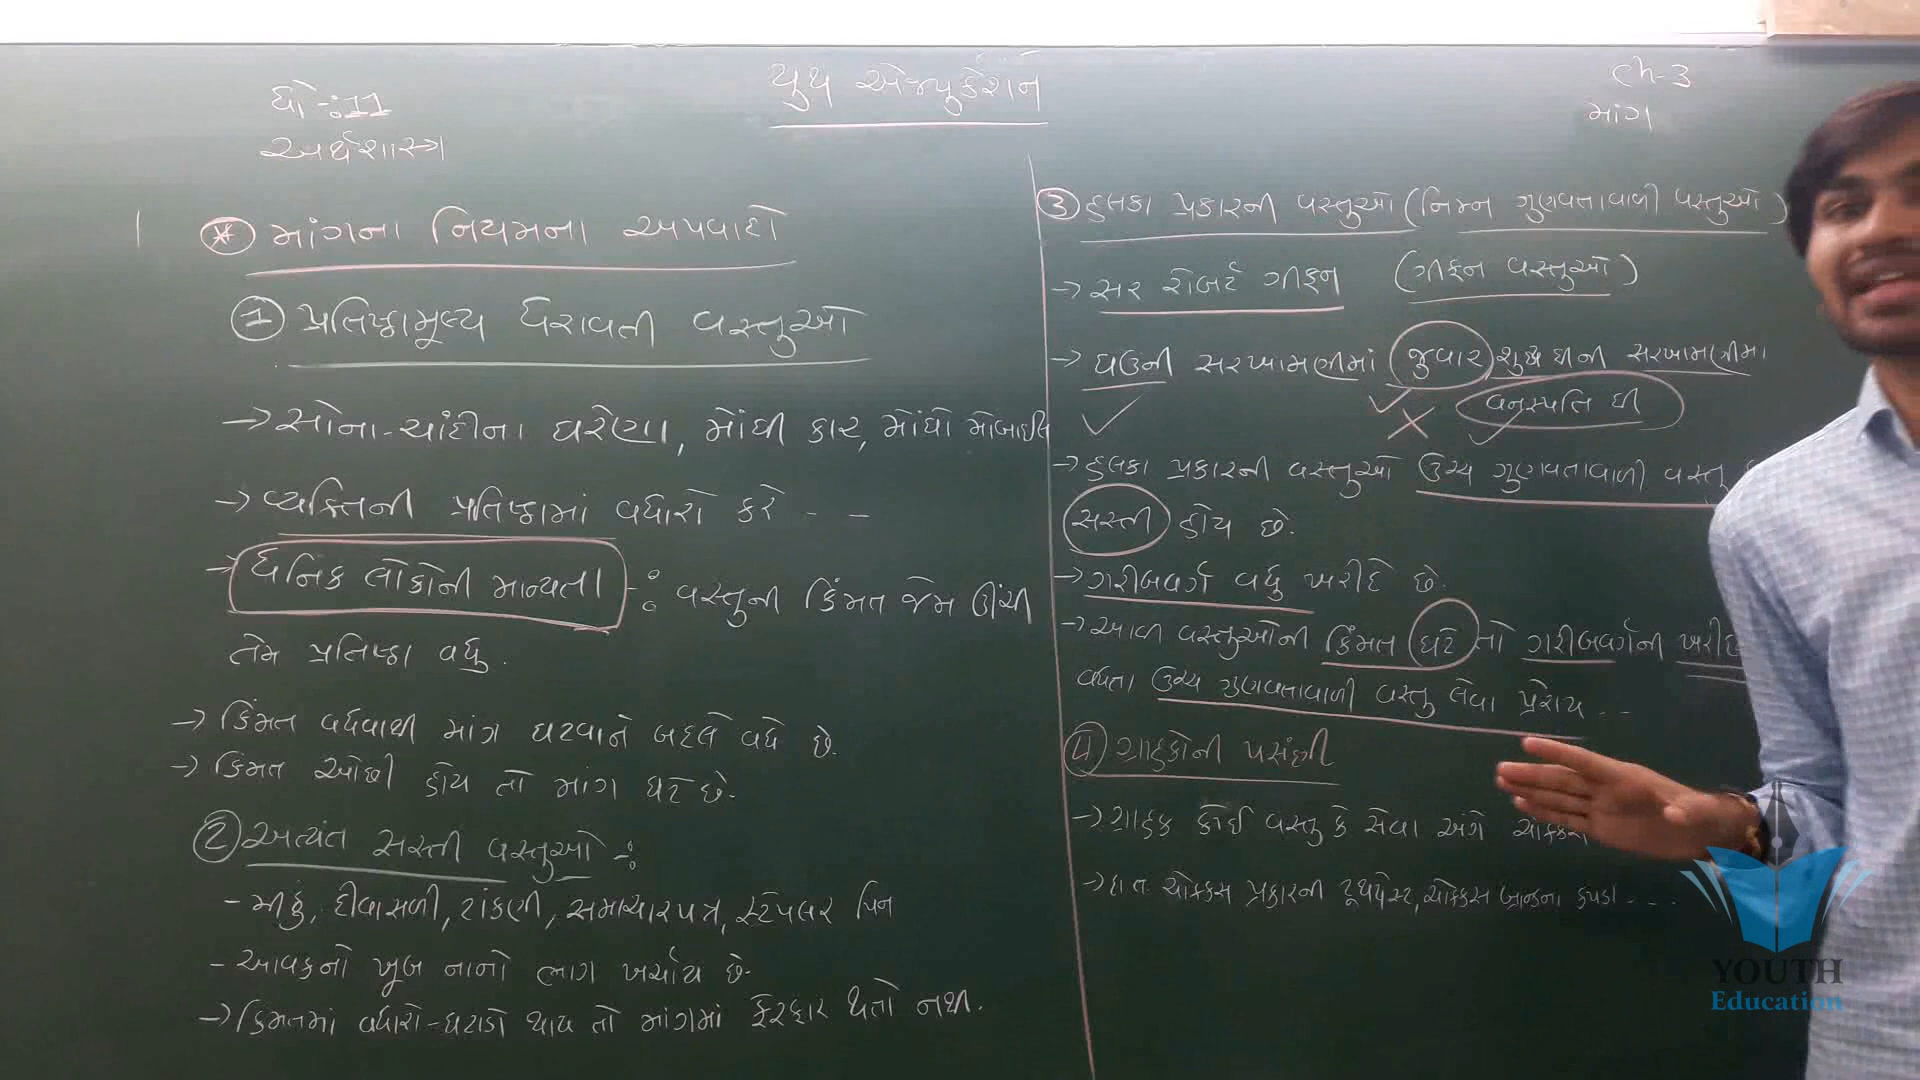 ધો-:11
અર્થશાસ્ત્ર
યુથ એજ્યુકેશન
Ch-3
માંગ
* માંગના નિયમના અપવાદો
1 પ્રતિષ્ઠામૂલ્ય ધરાવતી વસ્તુઓ
→ સોના-ચાંદીના ઘરેણા, મોંઘી કાર, મોંઘો મોબાઈલ
→ વ્યક્તિની પ્રતિષ્ઠામાં વધારો કરે - -
→ ધનિક લોકોની માન્યતા -: વસ્તુની કિંમત જેમ ઊંચી
તેમ પ્રતિષ્ઠા વધુ.
→ કિંમત વધવાથી માંગ ઘટવાને બદલે વધે છે.
→ કિંમત ઓછી હોય તો માંગ ઘટે છે.
2 અત્યંત સસ્તી વસ્તુઓ -:
- મીઠું, દીવાસળી, ટાંકણી, સમાચારપત્ર, સ્ટેપલર પિન
- આવકનો ખૂબ નાનો ભાગ ખર્ચાય છે.
→ કિંમતમાં વધારો-ઘટાડો થાય તો માંગમાં ફેરફાર થતો નથી.
3 હલકા પ્રકારની વસ્તુઓ (નિમ્ન ગુણવતાવાળી વસ્તુઓ)
→ સર રોબર્ટ ગીફન (ગીફન વસ્તુઓ)
→ ઘઉની સરખામણીમાં જુવાર શુદ્ધ ઘીની સરખામણીમા
વનસ્પતિ ઘી
→ હલકા પ્રકારની વસ્તુઓ ઉચ્ચ ગુણવતાવાળી વસ્તુ
સસ્તી હોય છે.
→ ગરીબવર્ગ વધુ ખરીદે છે.
→ આવી વસ્તુઓની કિંમત ઘટે તો ગરીબવર્ગની
વધતા ઉચ્ચ ગુણવતાવાળી વસ્તુ લેવા પ્રેરાય - -
4 ગ્રાહકોની પસંદગી
→ ગ્રાહક કોઈ વસ્તુ કે સેવા અંગે ચોક્કસ
→ દા.ત. ચોક્કસ પ્રકારની ટૂથપેસ્ટ, ચોક્કસ બ્રાન્ડના કપડા - - -
YOUTH
Education